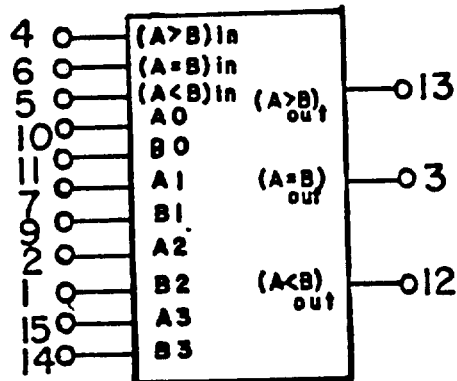 4 (A>B)in
6 (A=B)in
5 (A<B)in
10 A0
11 B0
7 A1
9 B1
2 A2
1 B2
15 A3
14 B3
(A>B)out 13
(A=B)out 3
(A<B)out 12